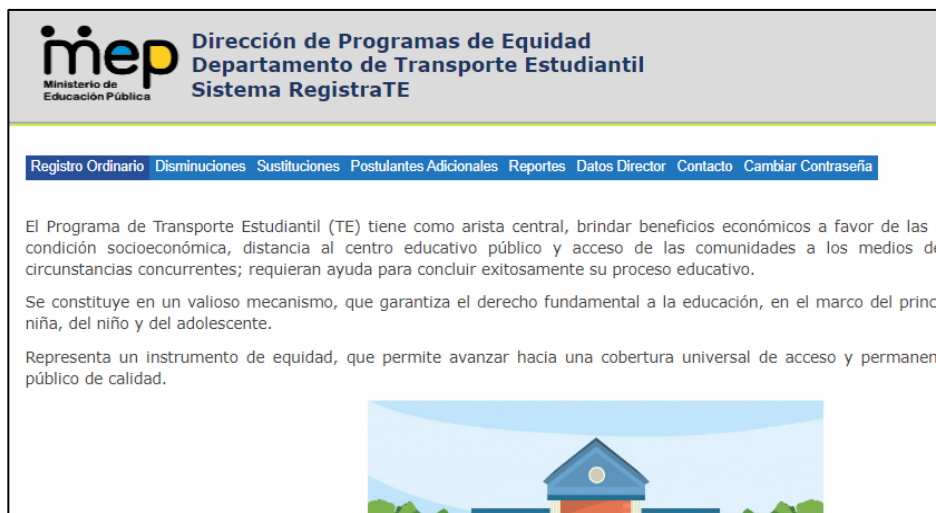 mep
Ministerio de
Educación Pública
Dirección de Programas de Equidad
Departamento de Transporte Estudiantil
Sistema RegistraTE
Registro Ordinario Disminuciones Sustituciones Postulantes Adicionales Reportes Datos Director Contacto Cambiar Contraseña
El Programa de Transporte Estudiantil (TE) tiene como arista central, brindar beneficios económicos a favor de las
condición socioeconómica, distancia al centro educativo público y acceso de las comunidades a los medios de
circunstancias concurrentes; requieran ayuda para concluir exitosamente su proceso educativo.
Se constituye en un valioso mecanismo, que garantiza el derecho fundamental a la educación, en el marco del princ
niña, del niño y del adolescente.
Representa un instrumento de equidad, que permite avanzar hacia una cobertura universal de acceso y permanen
público de calidad.